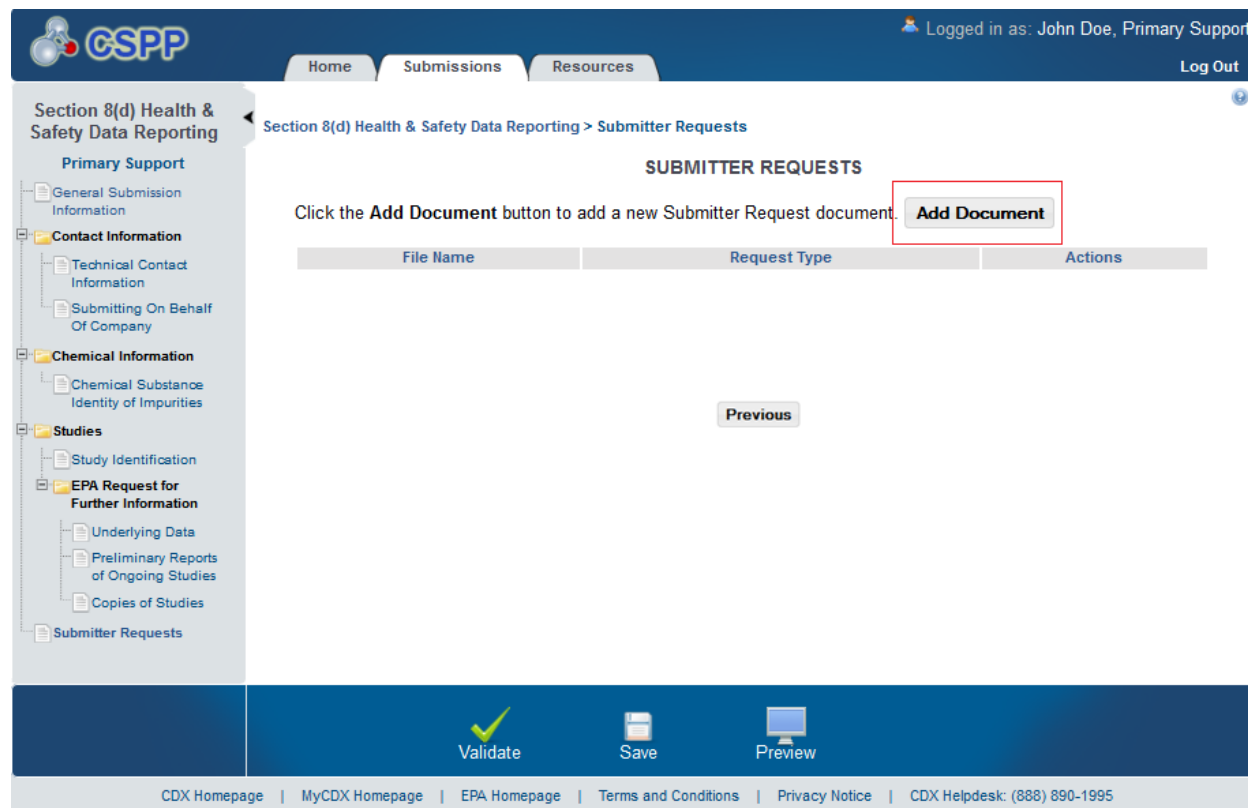 CSPP
Logged in as: John Doe, Primary Support
Home Submissions Resources
Log Out
Section 8(d) Health &
Safety Data Reporting
Primary Support
General Submission
Information
Contact Information
Technical Contact
Information
Submitting On Behalf
Of Company
Chemical Information
Chemical Substance
Identity of Impurities
Studies
Study Identification
EPA Request for
Further Information
Underlying Data
Preliminary Reports
of Ongoing Studies
Copies of Studies
Submitter Requests
Section 8(d) Health & Safety Data Reporting > Submitter Requests
SUBMITTER REQUESTS
Click the Add Document button to add a new Submitter Request document. Add Document
File Name Request Type Actions
Previous
Validate Save Preview
CDX Homepage | MyCDX Homepage | EPA Homepage | Terms and Conditions | Privacy Notice | CDX Helpdesk: (888) 890-1995